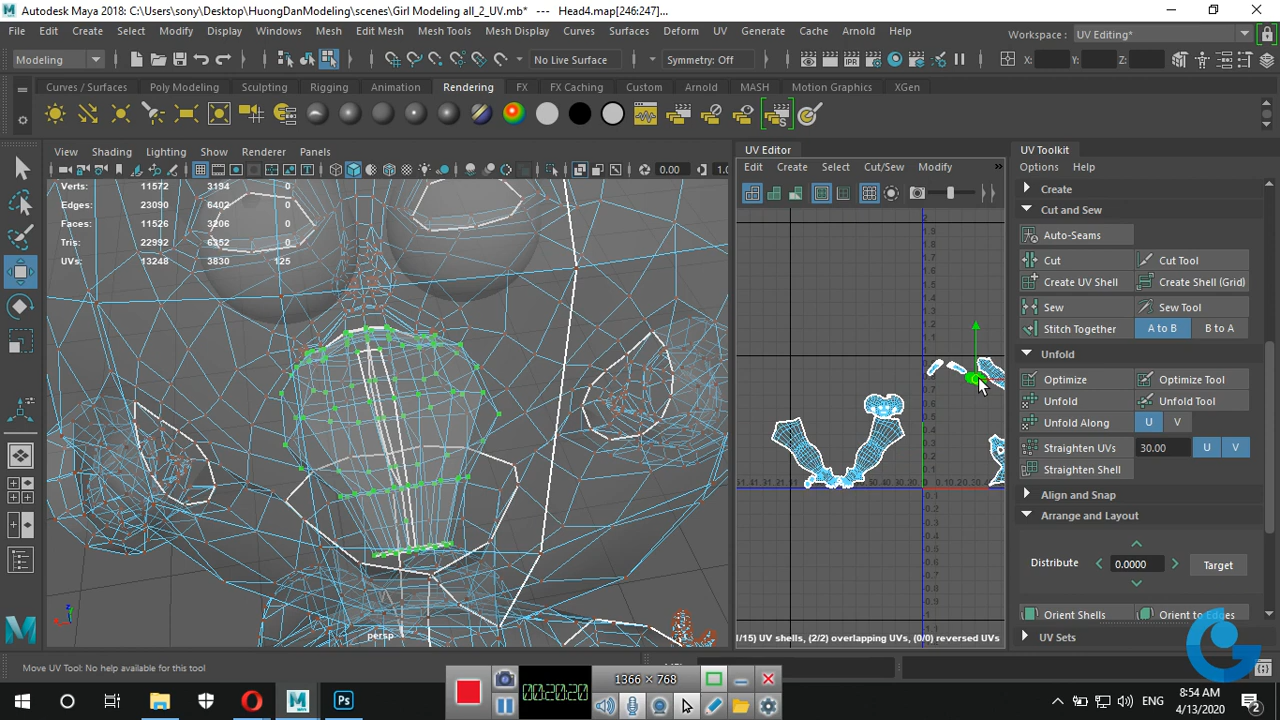 Autodesk Maya 2018: C:\Users\sony\Desktop\HuongDanModeling\scenes\Girl Modeling all_2_UV.mb* --- Head4.map[246:247]...
File Edit Create Select Modify Display Windows Mesh Edit Mesh Mesh Tools Mesh Display Curves Surfaces Deform UV Generate Cache Arnold Help
Workspace: UV Editing*
Modeling No Live Surface Symmetry: Off X: Y: Z:
Curves / Surfaces Poly Modeling Sculpting Rigging Animation Rendering FX FX Caching Custom Arnold MASH Motion Graphics XGen
View Shading Lighting Show Renderer Panels
0.00 1.0
Verts: 11572 3194 0
Edges: 23090 6402 0
Faces: 11526 3206 0
Tris: 22992 6352 0
UVs: 13248 3830 125
persp
UV Editor
Edit Create Select Cut/Sew Modify
1/15) UV shells, (2/2) overlapping UVs, (0/0) reversed UVs
UV Toolkit
Options Help
Create
Cut and Sew
Auto-Seams
Cut Cut Tool
Create UV Shell Create Shell (Grid)
Sew Sew Tool
Stitch Together A to B B to A
Unfold
Optimize Optimize Tool
Unfold Unfold Tool
Unfold Along U V
Straighten UVs 30.00 U V
Straighten Shell
Align and Snap
Arrange and Layout
Distribute 0.0000 Target
Orient Shells Orient to Edges
UV Sets
Move UV Tool: No help available for this tool
1366 × 768
00:20:20
Ps
ENG
8:54 AM
4/13/2020
2